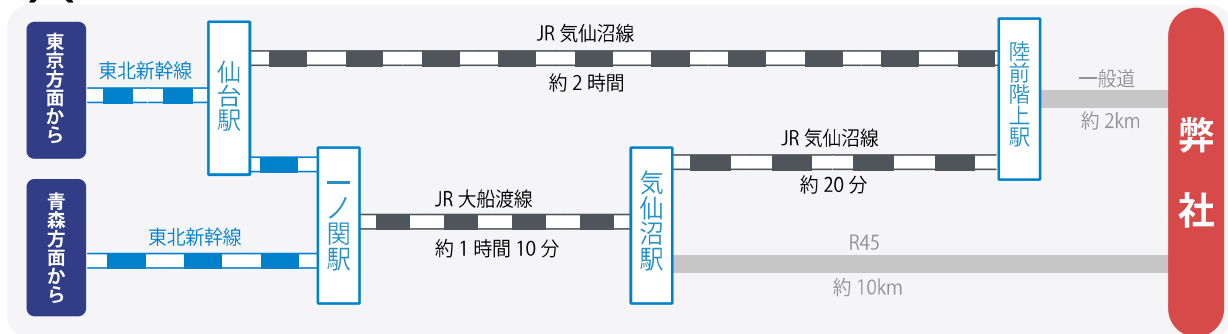 東京方面から
東北新幹線
仙台駅
JR 気仙沼線
約 2 時間
陸前階上駅
一般道
約 2km
弊社
青森方面から
東北新幹線
一ノ関駅
JR 大船渡線
約 1 時間 10 分
気仙沼駅
JR 気仙沼線
約 20 分
R45
約 10km